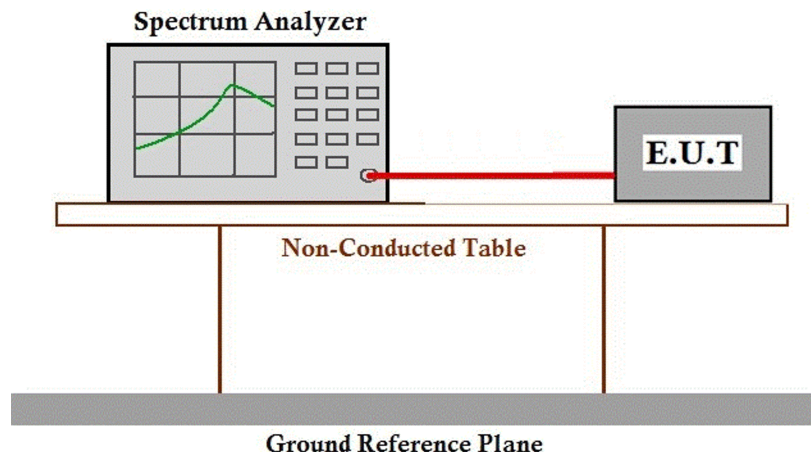 Spectrum Analyzer
E.U.T
Non-Conducted Table
Ground Reference Plane